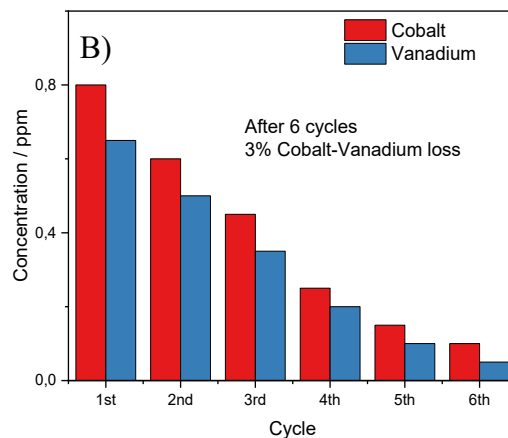 B)
Cobalt
Vanadium
After 6 cycles
3% Cobalt-Vanadium loss
Concentration / ppm
0,8
0,4
0,0
1st 2nd 3rd 4th 5th 6th
Cycle